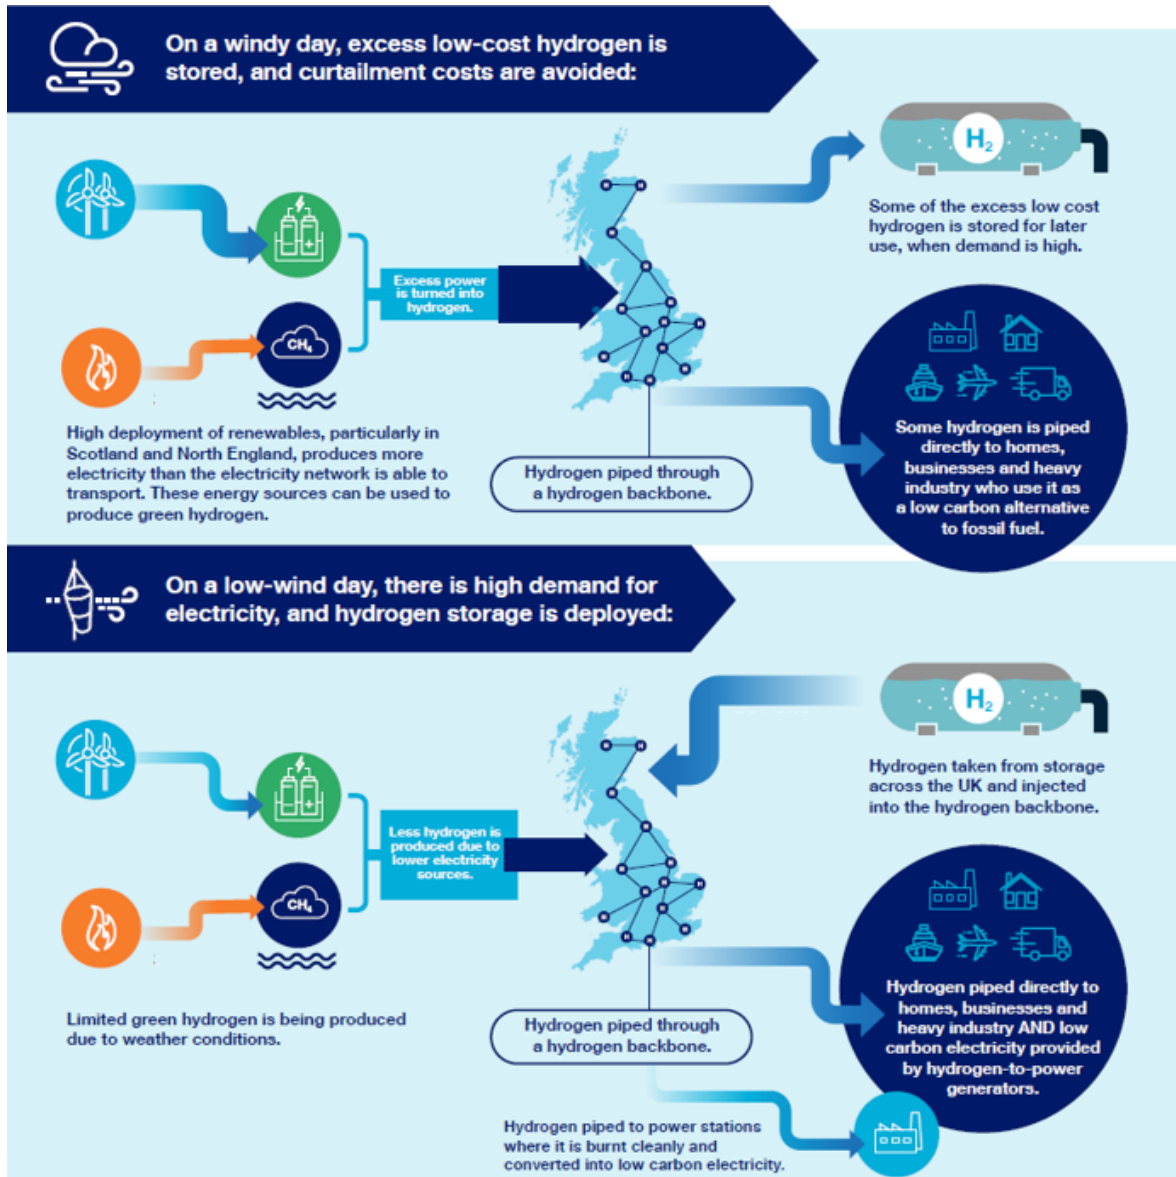 On a windy day, excess low-cost hydrogen is
stored, and curtailment costs are avoided:
H₂
Some of the excess low cost
hydrogen is stored for later
use, when demand is high.
Excess power
is turned into
hydrogen.
CH₄
High deployment of renewables, particularly in
Scotland and North England, produces more
electricity than the electricity network is able to
transport. These energy sources can be used to
produce green hydrogen.
Hydrogen piped through
a hydrogen backbone.
Some hydrogen is piped
directly to homes,
businesses and heavy
industry who use it as
a low carbon alternative
to fossil fuel.
On a low-wind day, there is high demand for
electricity, and hydrogen storage is deployed:
H₂
Hydrogen taken from storage
across the UK and injected
into the hydrogen backbone.
Less hydrogen is
produced due to
lower electricity
sources.
CH₄
Limited green hydrogen is being produced
due to weather conditions.
Hydrogen piped through
a hydrogen backbone.
Hydrogen piped directly to
homes, businesses and
heavy industry AND low
carbon electricity provided
by hydrogen-to-power
generators.
Hydrogen piped to power stations
where it is burnt cleanly and
converted into low carbon electricity.